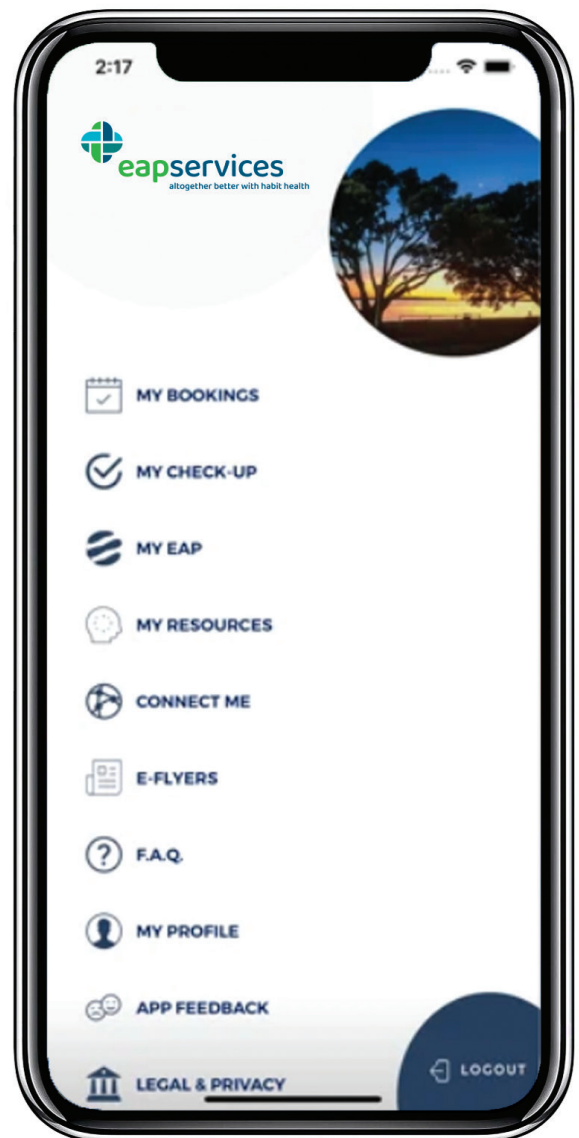 2:17
eapservices
altogether better with habit health
MY BOOKINGS
MY CHECK-UP
MY EAP
MY RESOURCES
CONNECT ME
E-FLYERS
F.A.Q.
MY PROFILE
APP FEEDBACK
LEGAL & PRIVACY
LOGOUT